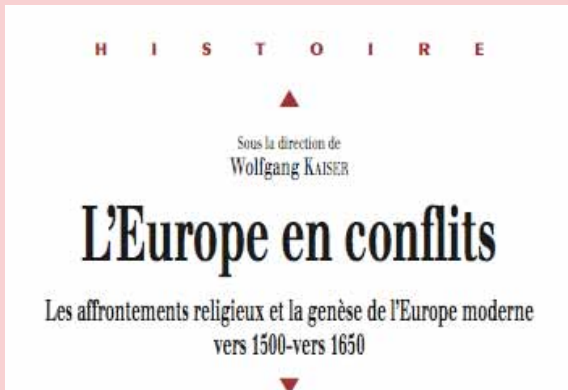 HISTOIRE
Sous la direction de
Wolfgang KAISER
L'Europe en conflits
Les affrontements religieux et la genèse de l'Europe moderne
vers 1500-vers 1650